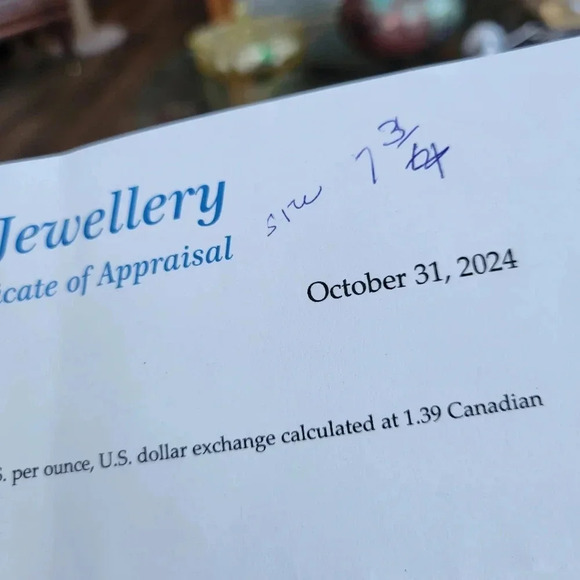 size 7 3/4
Jewellery
icate of Appraisal
October 31, 2024
S. per ounce, U.S. dollar exchange calculated at 1.39 Canadian